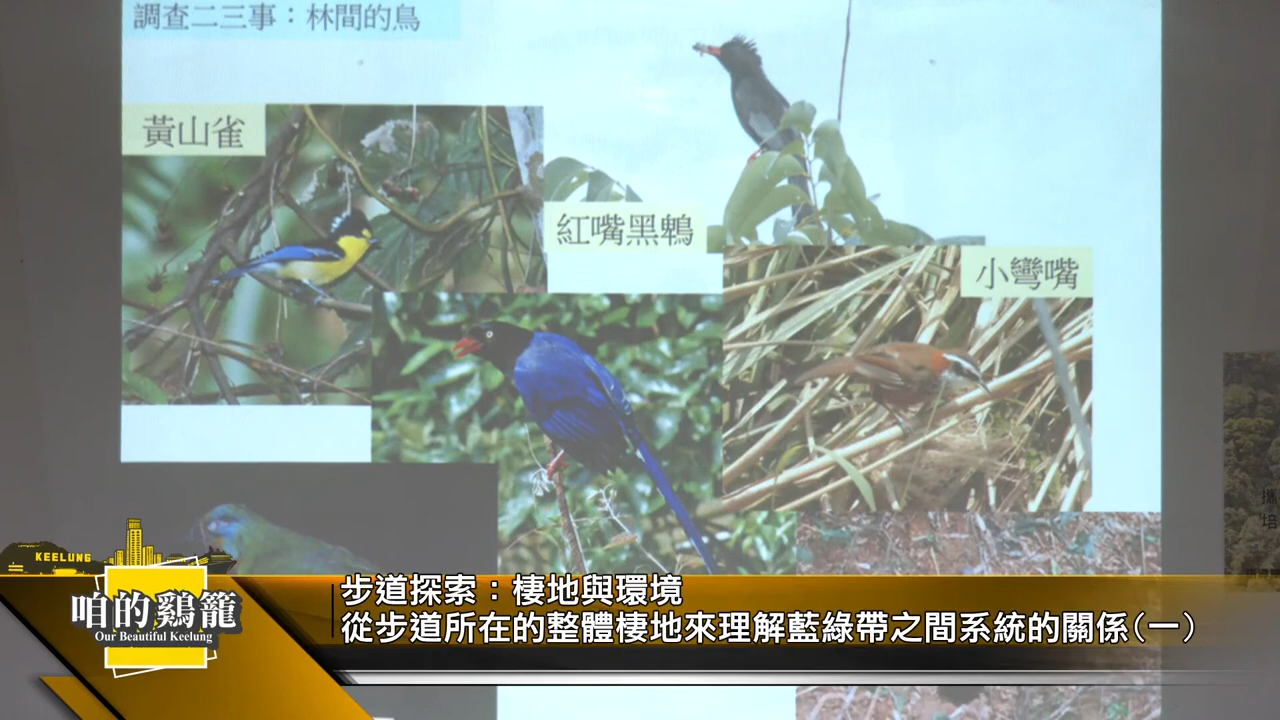 調查二三事：林間的鳥
黃山雀
紅嘴黑鵯
小彎嘴
KEELUNG
咱的鷄籠
Our Beautiful Keelung
步道探索：棲地與環境
從步道所在的整體棲地來理解藍綠帶之間系統的關係(一)